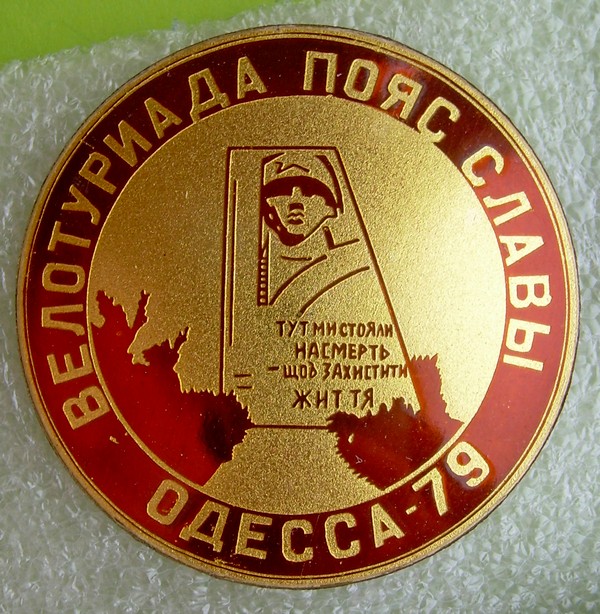 ВЕЛОТУРИАДА ПОЯС СЛАВЫ
ТУТ МИ СТОЯЛИ
НАСМЕРТЬ
-ЩОБ ЗАХИСТИТИ
ЖИТТЯ
ОДЕССА-79